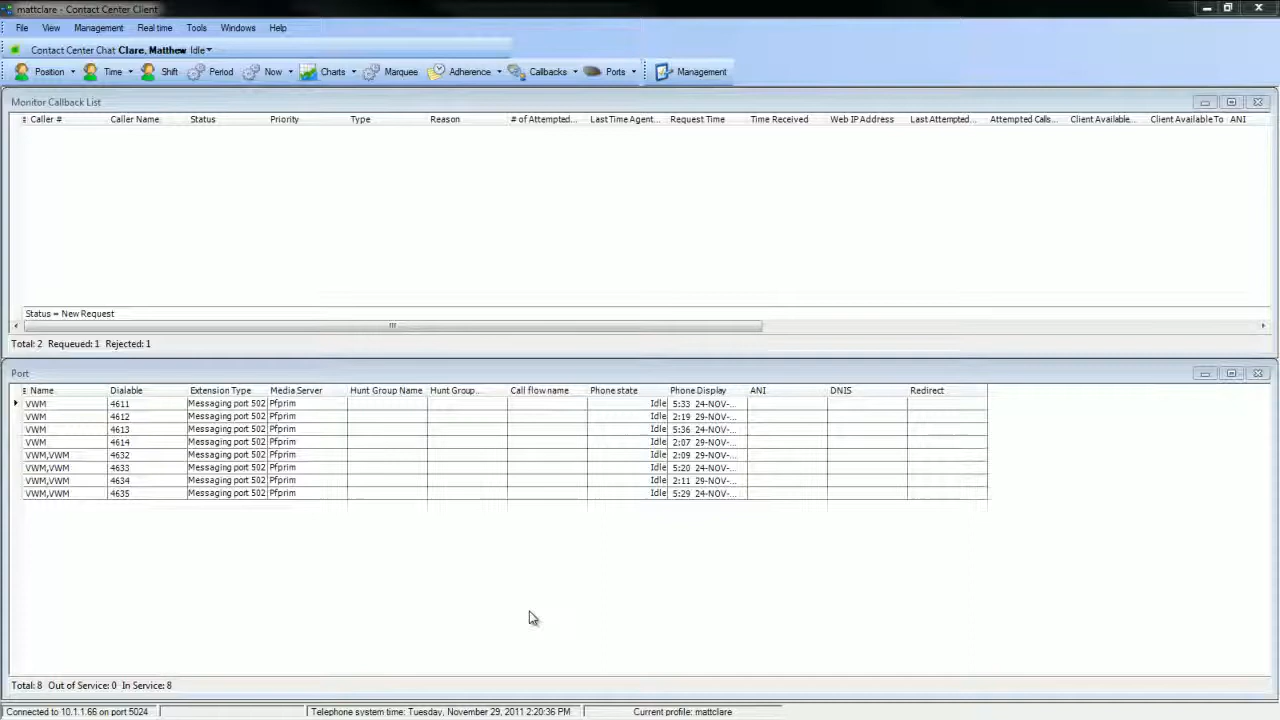 mattclare - Contact Center Client
File View Management Real time Tools Windows Help
Contact Center Chat Clare, Matthew Idle
Position Time Shift Period Now Charts Marquee Adherence Callbacks Ports Management
Monitor Callback List
Caller # Caller Name Status Priority Type Reason # of Attempted... Last Time Agent... Request Time Time Received Web IP Address Last Attempted... Attempted Calls... Client Available... Client Available To ANI
Status = New Request
Total: 2 Requeued: 1 Rejected: 1
Port
Name Dialable Extension Type Media Server Hunt Group Name Hunt Group... Call flow name Phone state Phone Display ANI DNIS Redirect
VWM 4611 Messaging port 502 Pfprim Idle 5:33 24-NOV-...
VWM 4612 Messaging port 502 Pfprim Idle 2:19 29-NOV-...
VWM 4613 Messaging port 502 Pfprim Idle 5:36 24-NOV-...
VWM 4614 Messaging port 502 Pfprim Idle 2:07 29-NOV-...
VWM,VWM 4632 Messaging port 502 Pfprim Idle 2:09 29-NOV-...
VWM,VWM 4633 Messaging port 502 Pfprim Idle 5:20 24-NOV-...
VWM,VWM 4634 Messaging port 502 Pfprim Idle 2:11 29-NOV-...
VWM,VWM 4635 Messaging port 502 Pfprim Idle 5:29 24-NOV-...
Total: 8 Out of Service: 0 In Service: 8
Connected to 10.1.1.66 on port 5024 Telephone system time: Tuesday, November 29, 2011 2:20:36 PM Current profile: mattclare